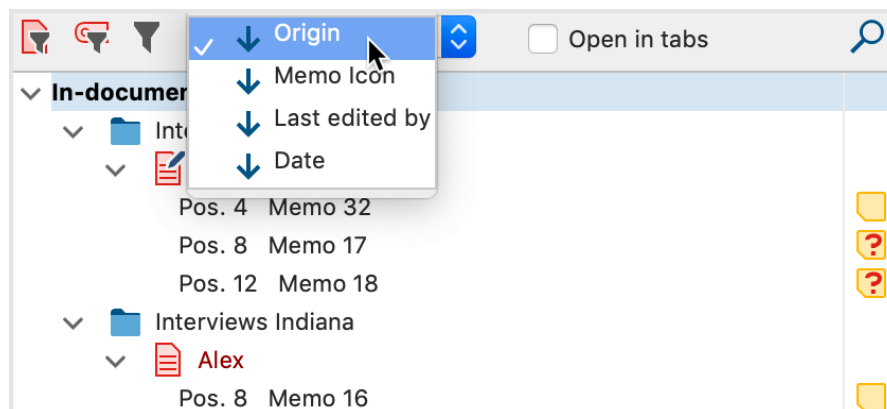 Origin
Open in tabs
Memo Icon
Last edited by
Date
In-documen
Inte
Pos. 4 Memo 32
Pos. 8 Memo 17
?
Pos. 12 Memo 18
?
Interviews Indiana
Alex
Pos. 8 Memo 16